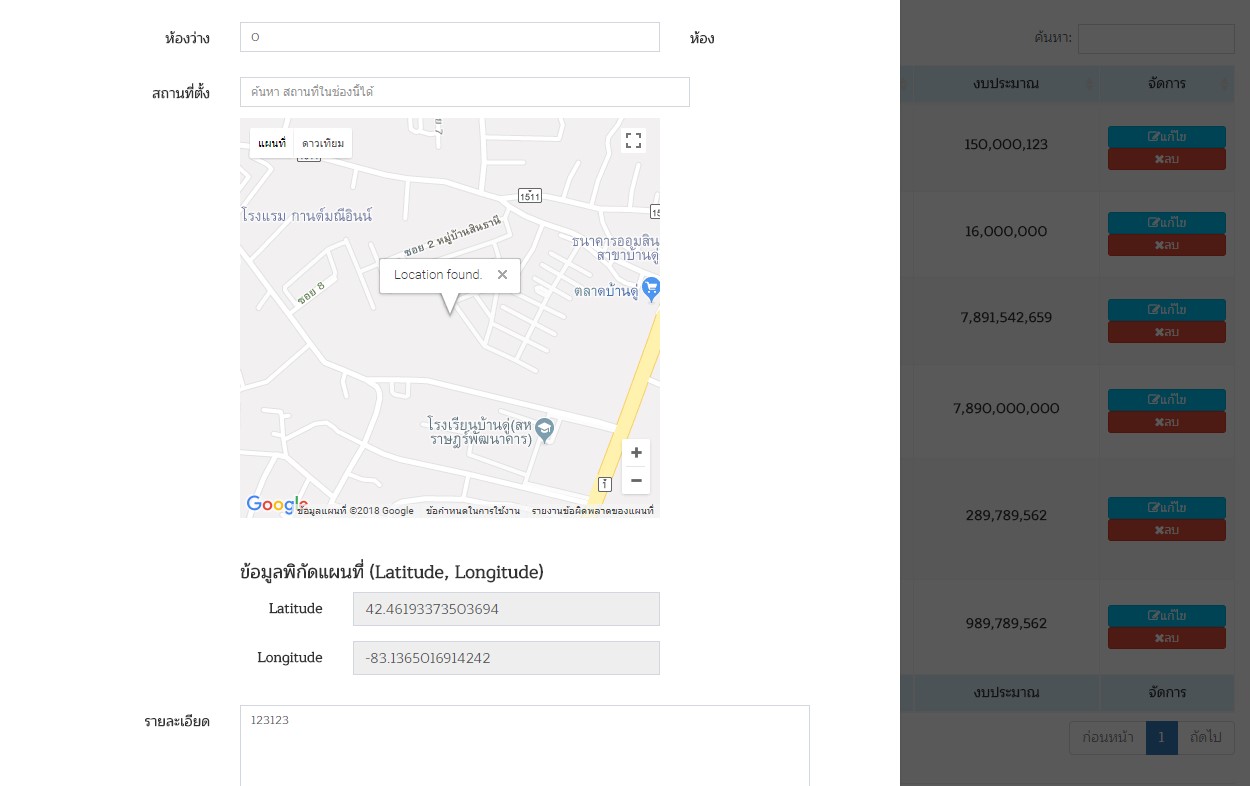 ห้องว่าง
0
ห้อง
สถานที่ตั้ง
ค้นหา สถานที่ในช่องนี้ได้
แผนที่
ดาวเทียม
1511
โรงแรม กานต์มณีอินน์
ซอย 2 หมู่บ้านสินธานี
ธนาคารออมสิน
สาขาบ้านดู่
Location found.
ซอย 8
ตลาดบ้านดู่
โรงเรียนบ้านดู่(สห
ราษฎร์พัฒนาคาร)
1
Google
ข้อมูลแผนที่ ©2018 Google
ข้อกำหนดในการใช้งาน
รายงานข้อผิดพลาดของแผนที่
ข้อมูลพิกัดแผนที่ (Latitude, Longitude)
Latitude
42.46193373503694
Longitude
-83.1365016914242
รายละเอียด
123123
ค้นหา:
งบประมาณ
จัดการ
150,000,123
แก้ไข
ลบ
16,000,000
แก้ไข
ลบ
7,891,542,659
แก้ไข
ลบ
7,890,000,000
แก้ไข
ลบ
289,789,562
แก้ไข
ลบ
989,789,562
แก้ไข
ลบ
งบประมาณ
จัดการ
ก่อนหน้า
1
ถัดไป